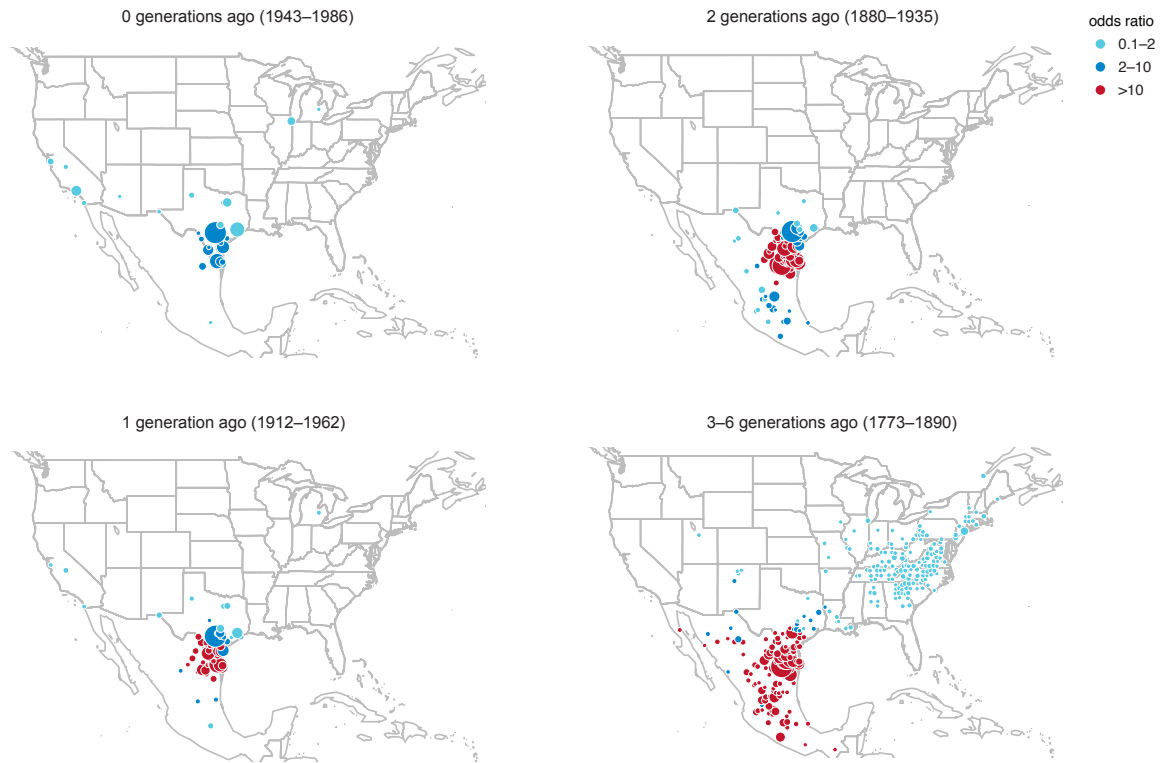 0 generations ago (1943–1986)
2 generations ago (1880–1935)
odds ratio
0.1–2
2–10
>10
1 generation ago (1912–1962)
3–6 generations ago (1773–1890)